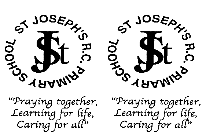 ST JOSEPH'S R.C. PRIMARY SCHOOL
JSt
"Praying together,
Learning for life,
Caring for all"
ST JOSEPH'S R.C. PRIMARY SCHOOL
JSt
"Praying together,
Learning for life,
Caring for all"